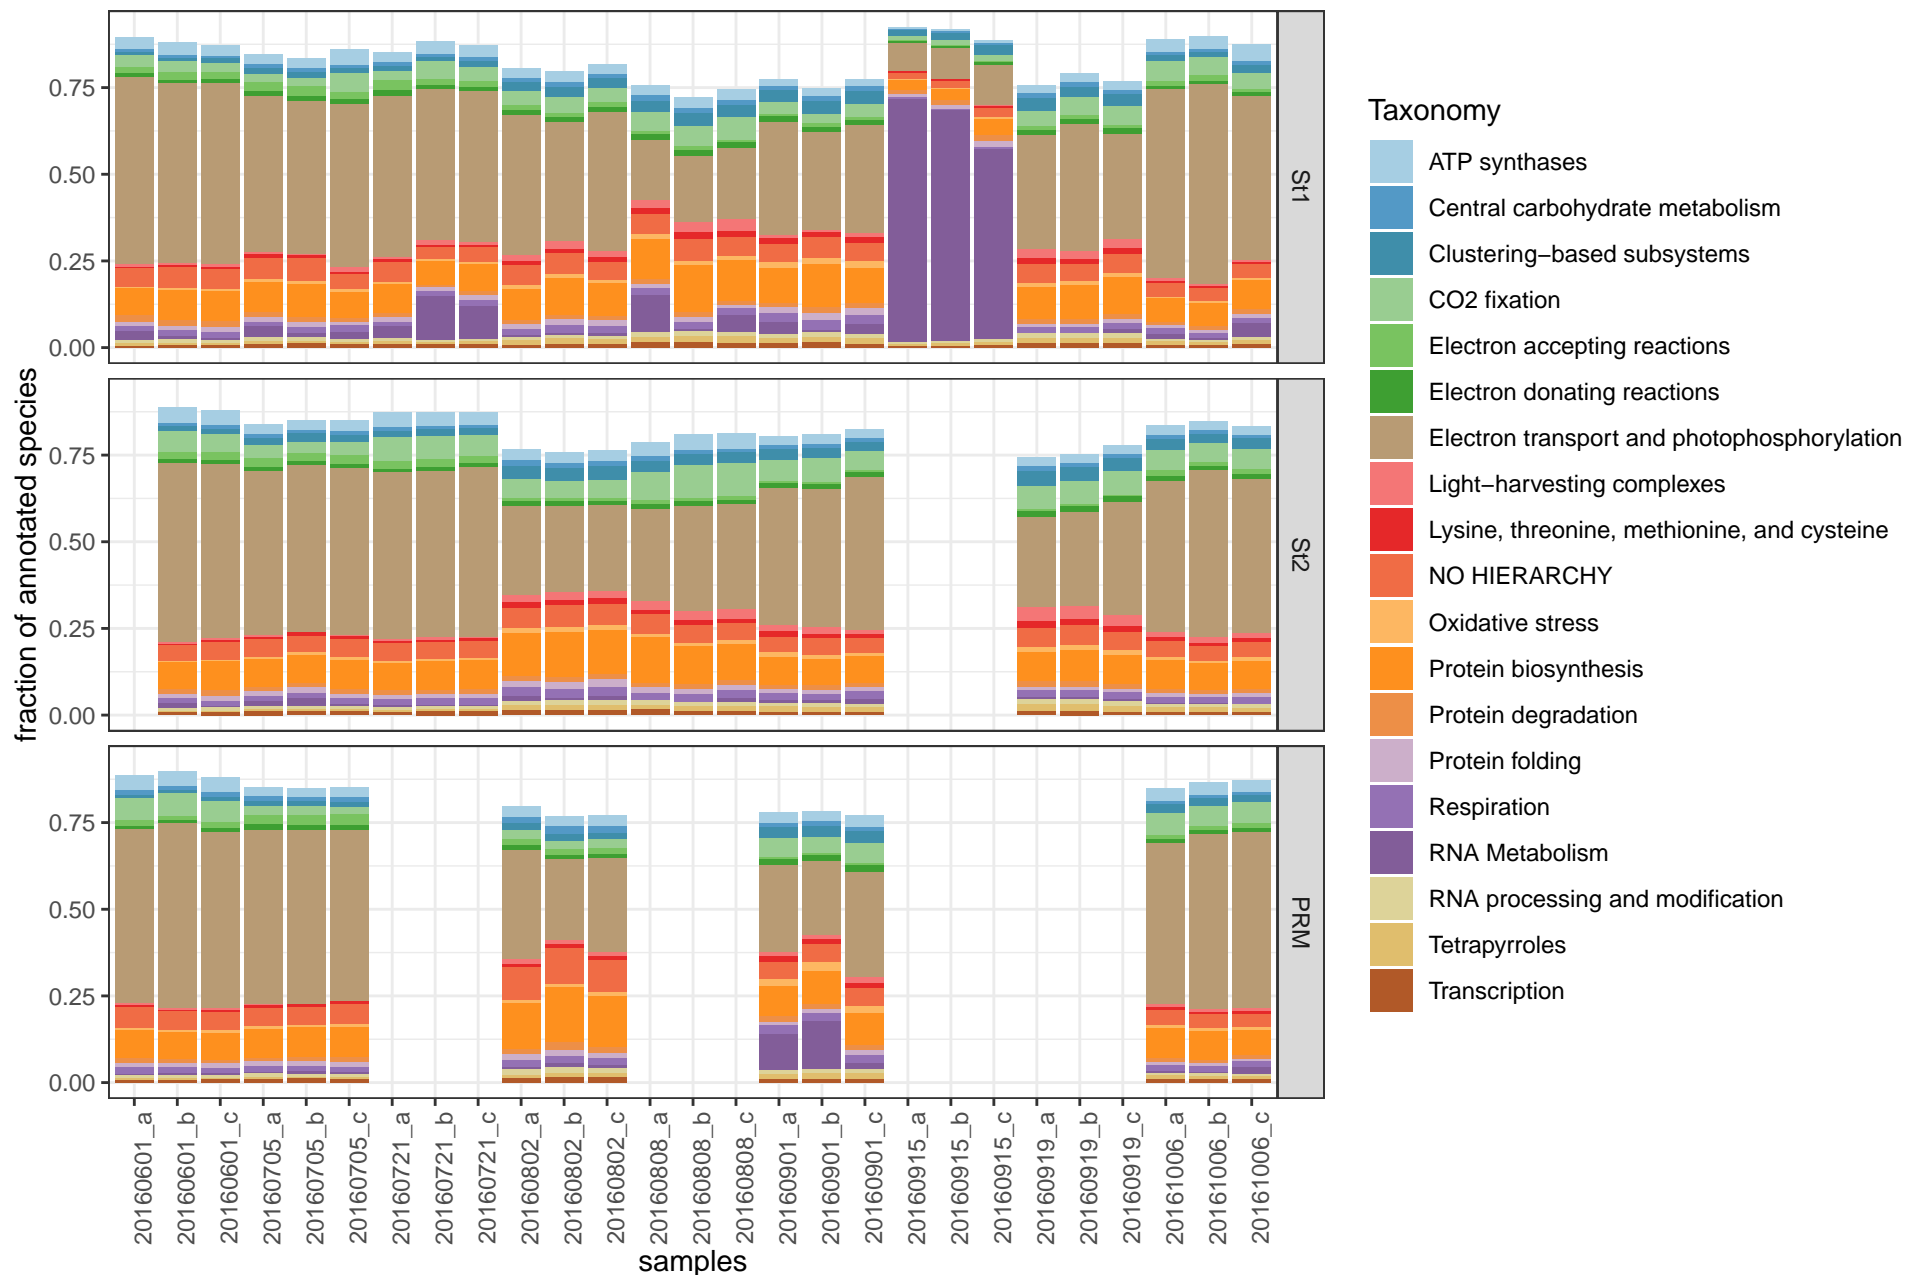 0.75
0.50
0.25
0.00
St1
0.75
0.50
0.25
0.00
St2
0.75
0.50
0.25
0.00
PRM
fraction of annotated species
20160601_a
20160601_b
20160601_c
20160705_a
20160705_b
20160705_c
20160721_a
20160721_b
20160721_c
20160802_a
20160802_b
20160802_c
20160808_a
20160808_b
20160808_c
20160901_a
20160901_b
20160901_c
20160915_a
20160915_b
20160915_c
20160919_a
20160919_b
20160919_c
20161006_a
20161006_b
20161006_c
samples
Taxonomy
ATP synthases
Central carbohydrate metabolism
Clustering−based subsystems
CO2 fixation
Electron accepting reactions
Electron donating reactions
Electron transport and photophosphorylation
Light−harvesting complexes
Lysine, threonine, methionine, and cysteine
NO HIERARCHY
Oxidative stress
Protein biosynthesis
Protein degradation
Protein folding
Respiration
RNA Metabolism
RNA processing and modification
Tetrapyrroles
Transcription